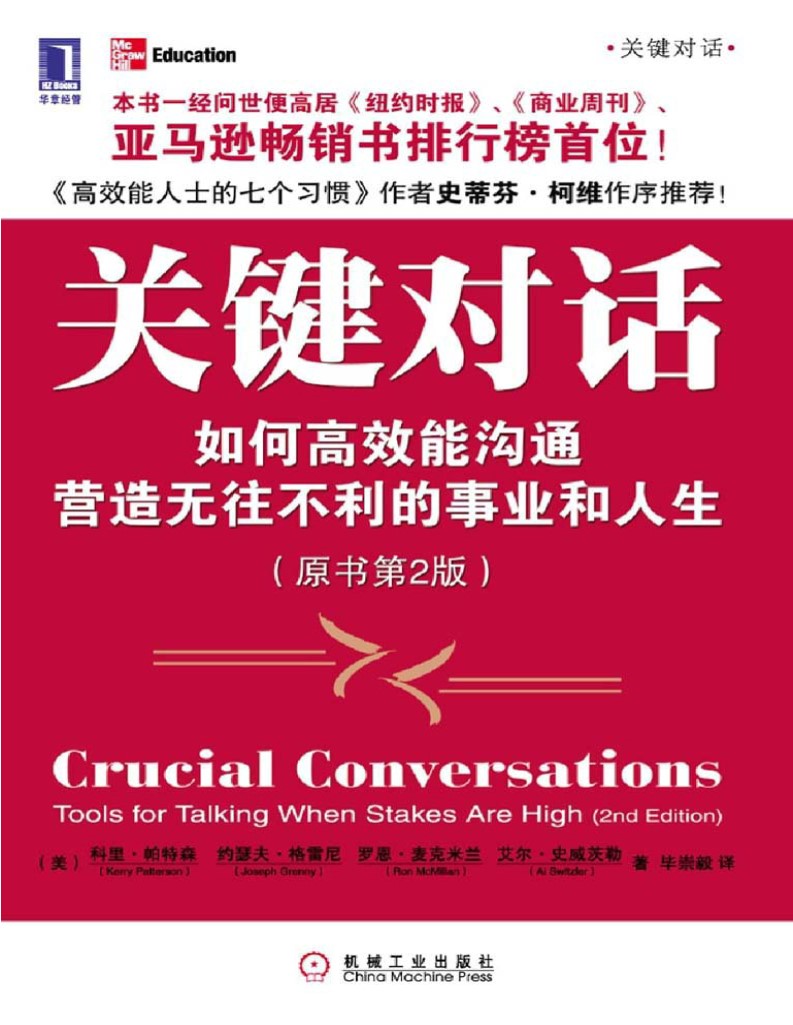 HZ Books
华章经管
Mc Graw Hill Education
·关键对话·
本书一经问世便高居《纽约时报》、《商业周刊》、
亚马逊畅销书排行榜首位!
《高效能人士的七个习惯》作者史蒂芬·柯维作序推荐!
关键对话
如何高效能沟通
营造无往不利的事业和人生
(原书第2版)
Crucial Conversations
Tools for Talking When Stakes Are High (2nd Edition)
(美) 科里·帕特森 约瑟夫·格雷尼 罗恩·麦克米兰 艾尔·史威茨勒 著 毕崇毅 译
(Kerry Patterson) (Joseph Grenny) (Ron McMillan) (Al Switzler)
机械工业出版社
China Machine Press